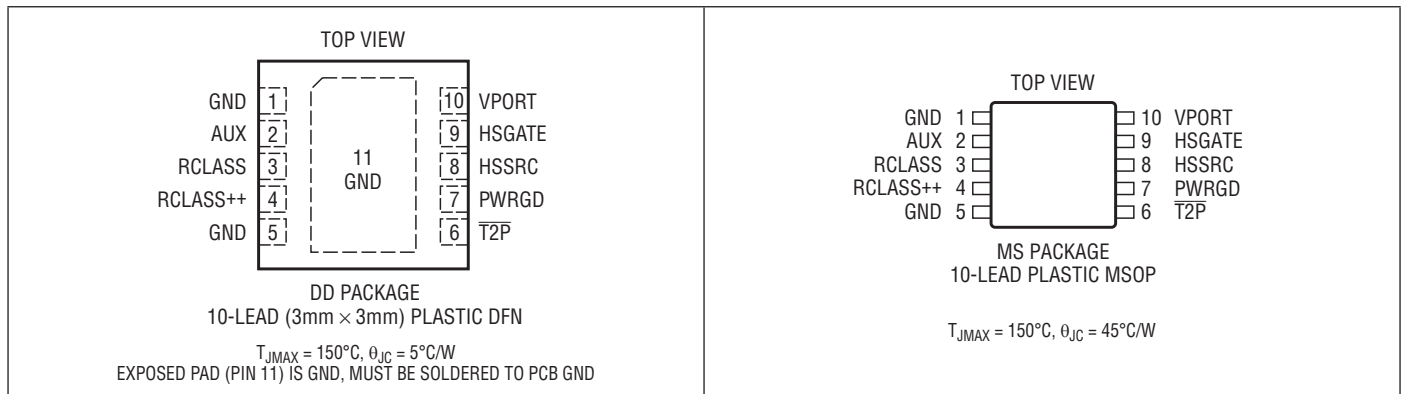 TOP VIEW
GND 1
AUX 2
RCLASS 3
RCLASS++ 4
GND 5
11
GND
10 VPORT
9 HSGATE
8 HSSRC
7 PWRGD
6 T2P
DD PACKAGE
10-LEAD (3mm × 3mm) PLASTIC DFN
TJMAX = 150°C, θJC = 5°C/W
EXPOSED PAD (PIN 11) IS GND, MUST BE SOLDERED TO PCB GND
TOP VIEW
GND 1
AUX 2
RCLASS 3
RCLASS++ 4
GND 5
10 VPORT
9 HSGATE
8 HSSRC
7 PWRGD
6 T2P
MS PACKAGE
10-LEAD PLASTIC MSOP
TJMAX = 150°C, θJC = 45°C/W